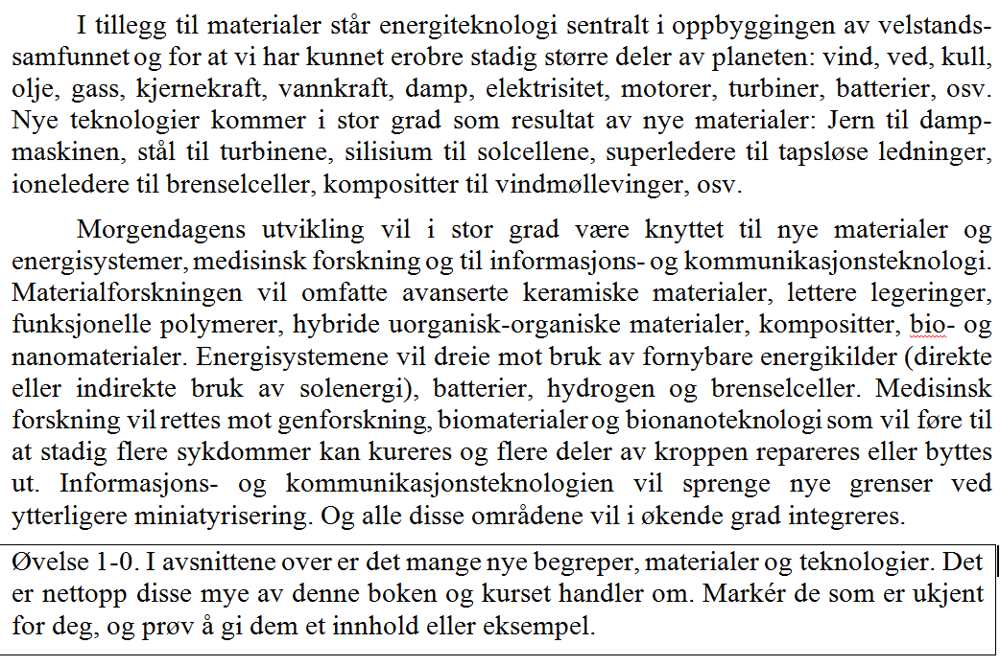 I tillegg til materialer står energiteknologi sentralt i oppbyggingen av velstands-
samfunnet og for at vi har kunnet erobre stadig større deler av planeten: vind, ved, kull,
olje, gass, kjernekraft, vannkraft, damp, elektrisitet, motorer, turbiner, batterier, osv.
Nye teknologier kommer i stor grad som resultat av nye materialer: Jern til damp-
maskinen, stål til turbinene, silisium til solcellene, superledere til tapsløse ledninger,
ioneledere til brenselceller, kompositter til vindmøllevinger, osv.
Morgendagens utvikling vil i stor grad være knyttet til nye materialer og
energisystemer, medisinsk forskning og til informasjons- og kommunikasjonsteknologi.
Materialforskningen vil omfatte avanserte keramiske materialer, lettere legeringer,
funksjonelle polymerer, hybride uorganisk-organiske materialer, kompositter, bio- og
nanomaterialer. Energisystemene vil dreie mot bruk av fornybare energikilder (direkte
eller indirekte bruk av solenergi), batterier, hydrogen og brenselceller. Medisinsk
forskning vil rettes mot genforskning, biomaterialer og bionanoteknologi som vil føre til
at stadig flere sykdommer kan kureres og flere deler av kroppen repareres eller byttes
ut. Informasjons- og kommunikasjonsteknologien vil sprenge nye grenser ved
ytterligere miniatyrisering. Og alle disse områdene vil i økende grad integreres.
Øvelse 1-0. I avsnittene over er det mange nye begreper, materialer og teknologier. Det
er nettopp disse mye av denne boken og kurset handler om. Markér de som er ukjent
for deg, og prøv å gi dem et innhold eller eksempel.